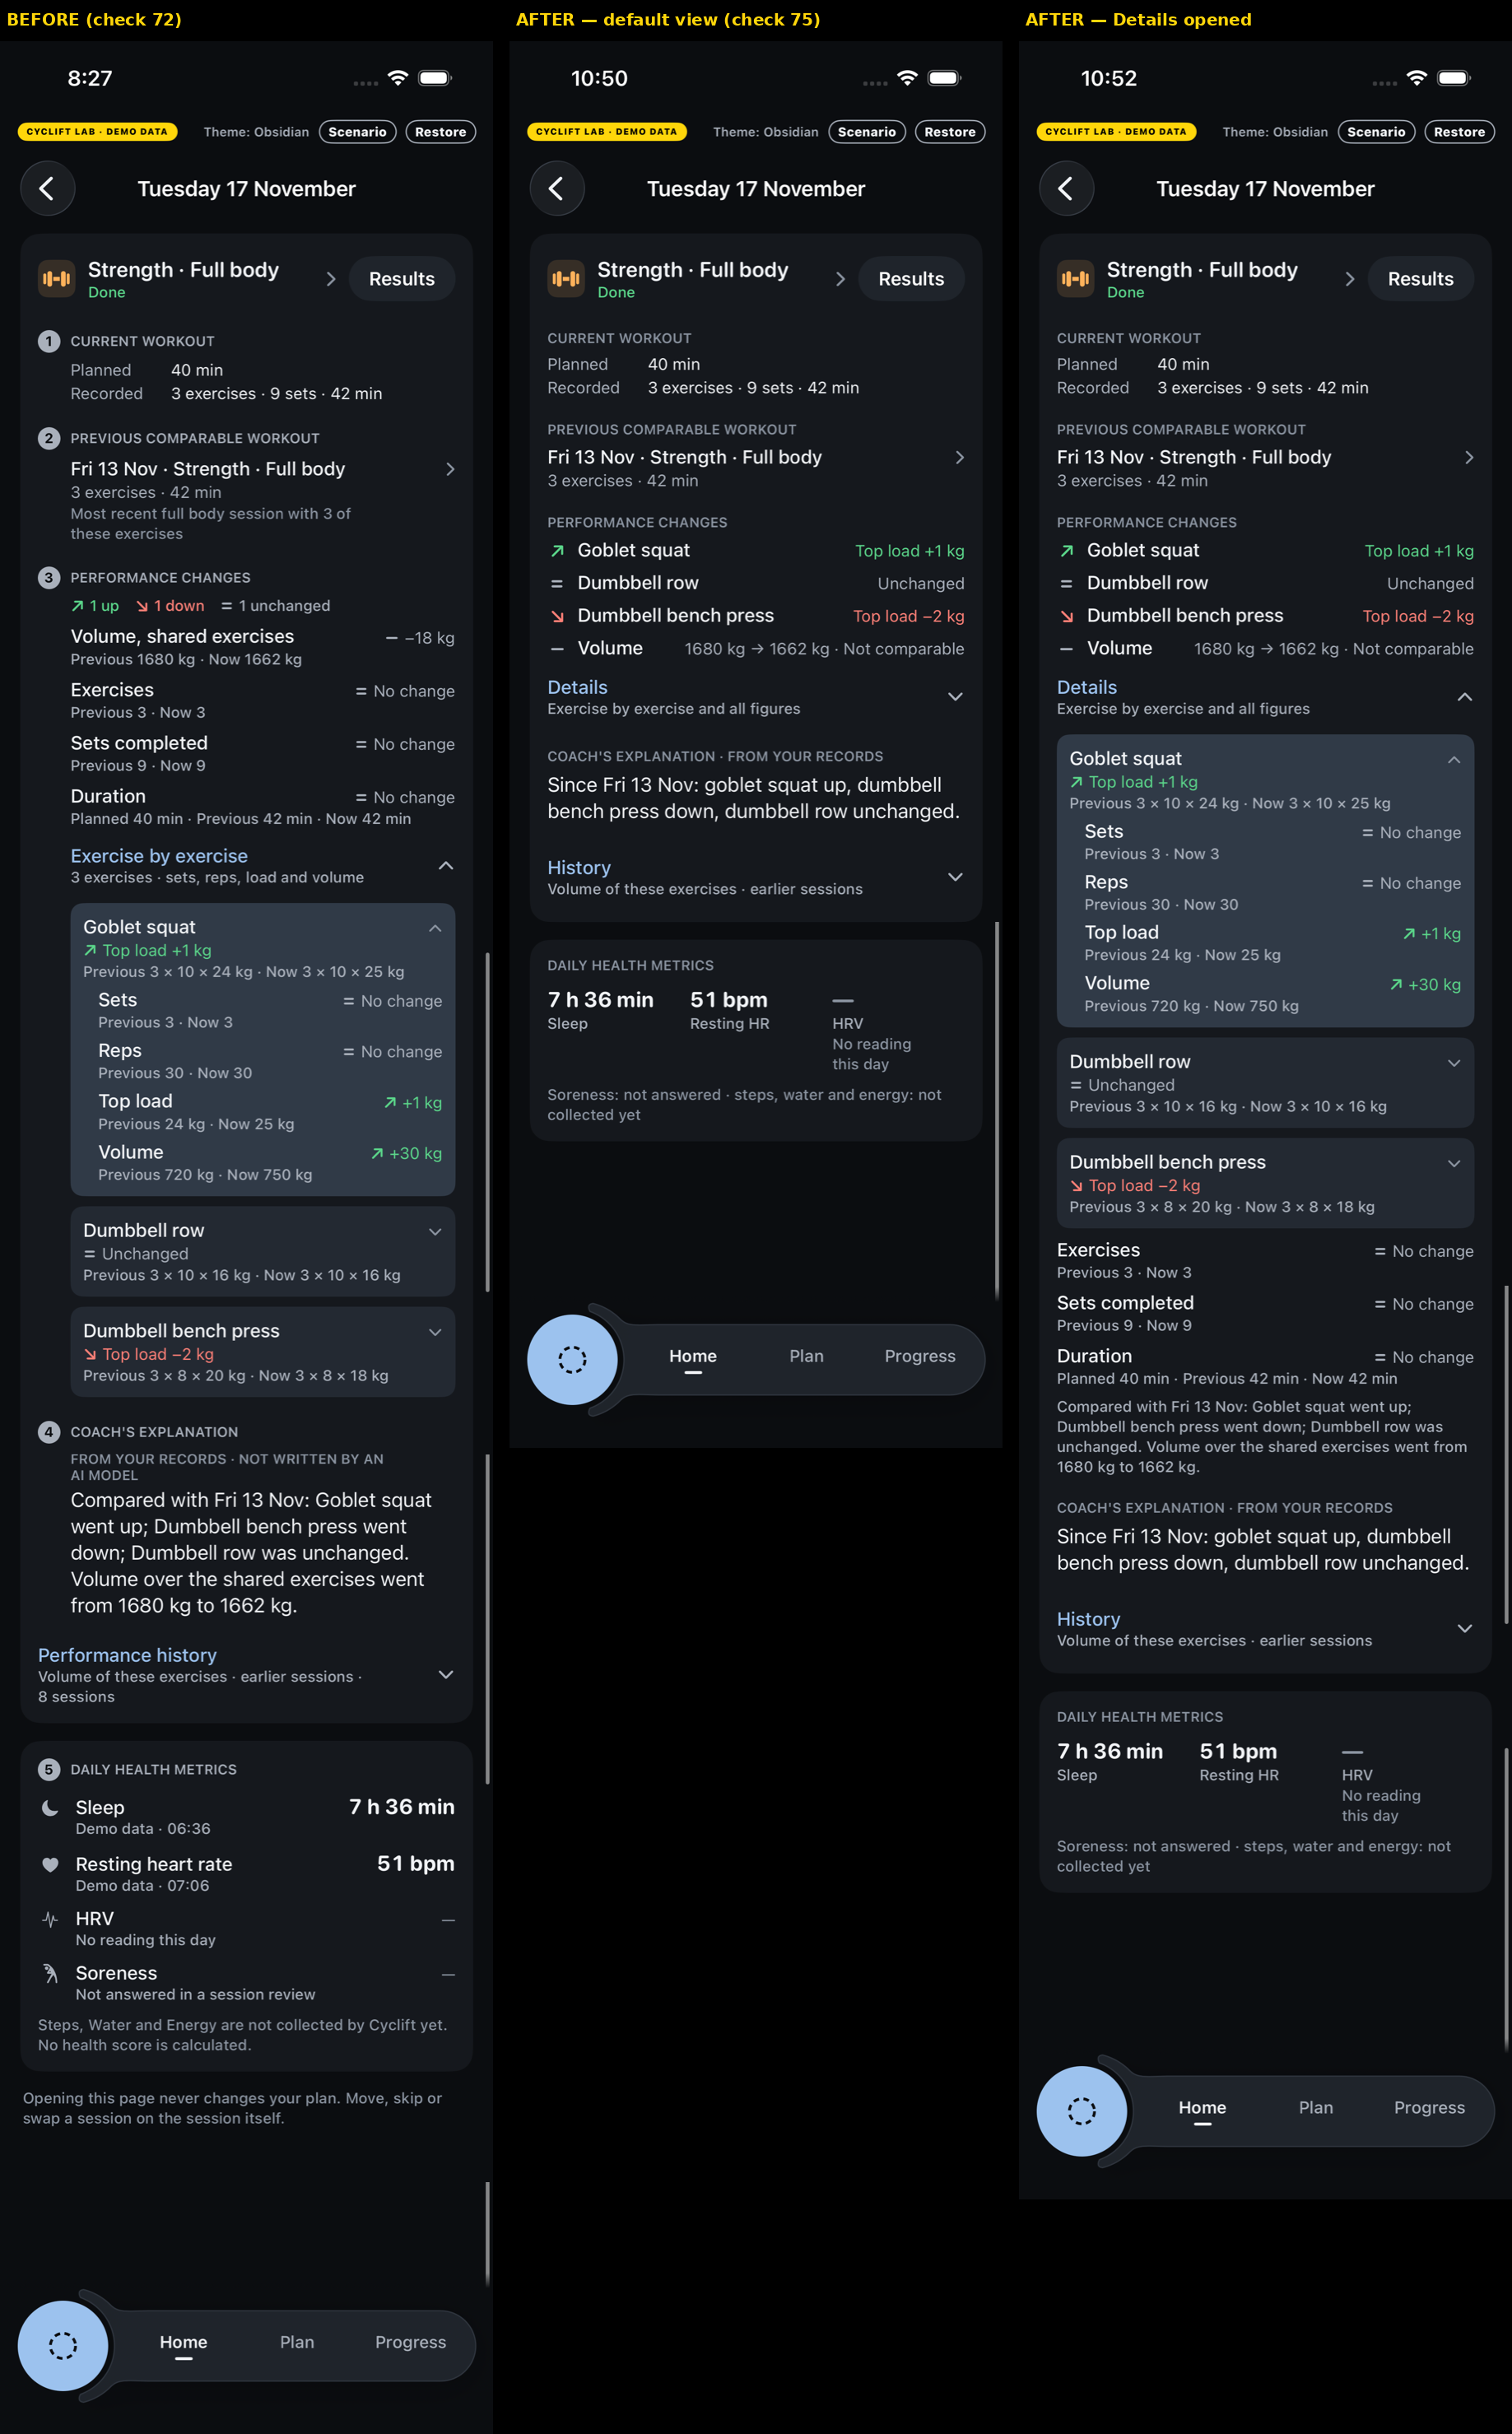 BEFORE (check 72)
8:27
CYCLIFT LAB · DEMO DATA
Theme: Obsidian
Scenario
Restore
Tuesday 17 November
Strength · Full body
Done
Results
1 CURRENT WORKOUT
Planned 40 min
Recorded 3 exercises · 9 sets · 42 min
2 PREVIOUS COMPARABLE WORKOUT
Fri 13 Nov · Strength · Full body
3 exercises · 42 min
Most recent full body session with 3 of
these exercises
3 PERFORMANCE CHANGES
↗ 1 up ↘ 1 down = 1 unchanged
Volume, shared exercises — −18 kg
Previous 1680 kg · Now 1662 kg
Exercises = No change
Previous 3 · Now 3
Sets completed = No change
Previous 9 · Now 9
Duration = No change
Planned 40 min · Previous 42 min · Now 42 min
Exercise by exercise
3 exercises · sets, reps, load and volume
Goblet squat
↗ Top load +1 kg
Previous 3 × 10 × 24 kg · Now 3 × 10 × 25 kg
Sets = No change
Previous 3 · Now 3
Reps = No change
Previous 30 · Now 30
Top load ↗ +1 kg
Previous 24 kg · Now 25 kg
Volume ↗ +30 kg
Previous 720 kg · Now 750 kg
Dumbbell row
= Unchanged
Previous 3 × 10 × 16 kg · Now 3 × 10 × 16 kg
Dumbbell bench press
↘ Top load −2 kg
Previous 3 × 8 × 20 kg · Now 3 × 8 × 18 kg
4 COACH'S EXPLANATION
FROM YOUR RECORDS · NOT WRITTEN BY AN
AI MODEL
Compared with Fri 13 Nov: Goblet squat
went up; Dumbbell bench press went
down; Dumbbell row was unchanged.
Volume over the shared exercises went
from 1680 kg to 1662 kg.
Performance history
Volume of these exercises · earlier sessions ·
8 sessions
5 DAILY HEALTH METRICS
Sleep 7 h 36 min
Demo data · 06:36
Resting heart rate 51 bpm
Demo data · 07:06
HRV —
No reading this day
Soreness —
Not answered in a session review
Steps, Water and Energy are not collected by Cyclift yet.
No health score is calculated.
Opening this page never changes your plan. Move, skip or
swap a session on the session itself.
Home Plan Progress
AFTER — default view (check 75)
10:50
CYCLIFT LAB · DEMO DATA
Theme: Obsidian
Scenario
Restore
Tuesday 17 November
Strength · Full body
Done
Results
CURRENT WORKOUT
Planned 40 min
Recorded 3 exercises · 9 sets · 42 min
PREVIOUS COMPARABLE WORKOUT
Fri 13 Nov · Strength · Full body
3 exercises · 42 min
PERFORMANCE CHANGES
↗ Goblet squat Top load +1 kg
= Dumbbell row Unchanged
↘ Dumbbell bench press Top load −2 kg
— Volume 1680 kg → 1662 kg · Not comparable
Details
Exercise by exercise and all figures
COACH'S EXPLANATION · FROM YOUR RECORDS
Since Fri 13 Nov: goblet squat up, dumbbell
bench press down, dumbbell row unchanged.
History
Volume of these exercises · earlier sessions
DAILY HEALTH METRICS
7 h 36 min 51 bpm —
Sleep Resting HR HRV
No reading
this day
Soreness: not answered · steps, water and energy: not
collected yet
Home Plan Progress
AFTER — Details opened
10:52
CYCLIFT LAB · DEMO DATA
Theme: Obsidian
Scenario
Restore
Tuesday 17 November
Strength · Full body
Done
Results
CURRENT WORKOUT
Planned 40 min
Recorded 3 exercises · 9 sets · 42 min
PREVIOUS COMPARABLE WORKOUT
Fri 13 Nov · Strength · Full body
3 exercises · 42 min
PERFORMANCE CHANGES
↗ Goblet squat Top load +1 kg
= Dumbbell row Unchanged
↘ Dumbbell bench press Top load −2 kg
— Volume 1680 kg → 1662 kg · Not comparable
Details
Exercise by exercise and all figures
Goblet squat
↗ Top load +1 kg
Previous 3 × 10 × 24 kg · Now 3 × 10 × 25 kg
Sets = No change
Previous 3 · Now 3
Reps = No change
Previous 30 · Now 30
Top load ↗ +1 kg
Previous 24 kg · Now 25 kg
Volume ↗ +30 kg
Previous 720 kg · Now 750 kg
Dumbbell row
= Unchanged
Previous 3 × 10 × 16 kg · Now 3 × 10 × 16 kg
Dumbbell bench press
↘ Top load −2 kg
Previous 3 × 8 × 20 kg · Now 3 × 8 × 18 kg
Exercises = No change
Previous 3 · Now 3
Sets completed = No change
Previous 9 · Now 9
Duration = No change
Planned 40 min · Previous 42 min · Now 42 min
Compared with Fri 13 Nov: Goblet squat went up;
Dumbbell bench press went down; Dumbbell row was
unchanged. Volume over the shared exercises went from
1680 kg to 1662 kg.
COACH'S EXPLANATION · FROM YOUR RECORDS
Since Fri 13 Nov: goblet squat up, dumbbell
bench press down, dumbbell row unchanged.
History
Volume of these exercises · earlier sessions
DAILY HEALTH METRICS
7 h 36 min 51 bpm —
Sleep Resting HR HRV
No reading
this day
Soreness: not answered · steps, water and energy: not
collected yet
Home Plan Progress